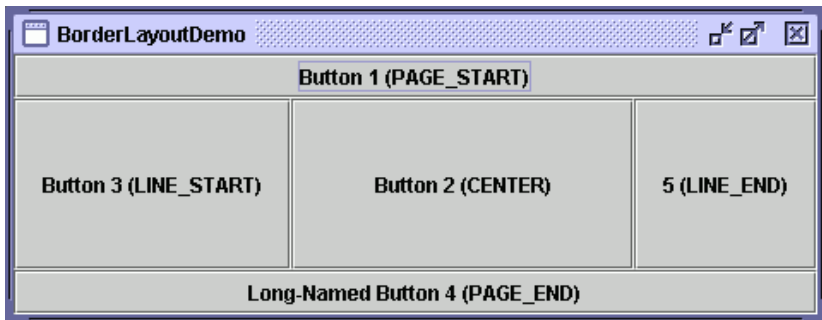 BorderLayoutDemo
Button 1 (PAGE_START)
Button 3 (LINE_START) Button 2 (CENTER) 5 (LINE_END)
Long-Named Button 4 (PAGE_END)